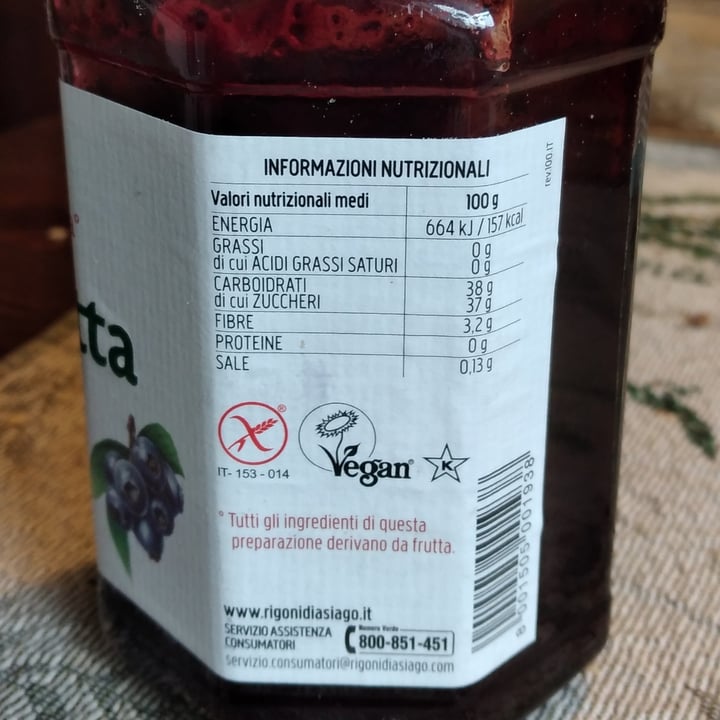 INFORMAZIONI NUTRIZIONALI
Valori nutrizionali medi 100 g
ENERGIA 664 kJ / 157 kcal
GRASSI 0 g
di cui ACIDI GRASSI SATURI 0 g
CARBOIDRATI 38 g
di cui ZUCCHERI 37 g
FIBRE 3,2 g
PROTEINE 0 g
SALE 0,13 g
rev.100.IT
tta
®
IT- 153 - 014
Vegan®
K
° Tutti gli ingredienti di questa
preparazione derivano da frutta.
8 001505 001938
www.rigonidiasiago.it
SERVIZIO ASSISTENZA
CONSUMATORI
Numero Verde
800-851-451
servizio.consumatori@rigonidiasiago.com